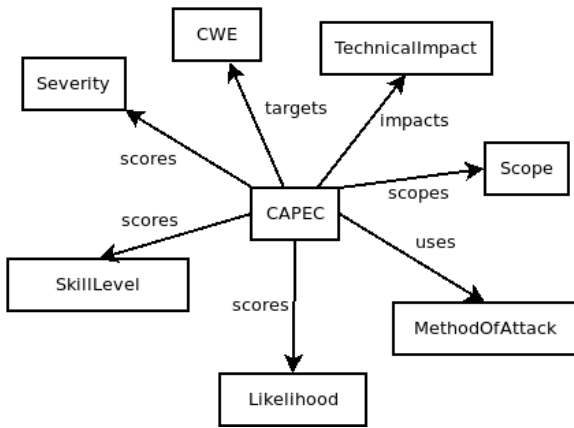 CWE
TechnicalImpact
Severity
targets
impacts
scores
Scope
scopes
CAPEC
scores
uses
SkillLevel
scores
MethodOfAttack
Likelihood